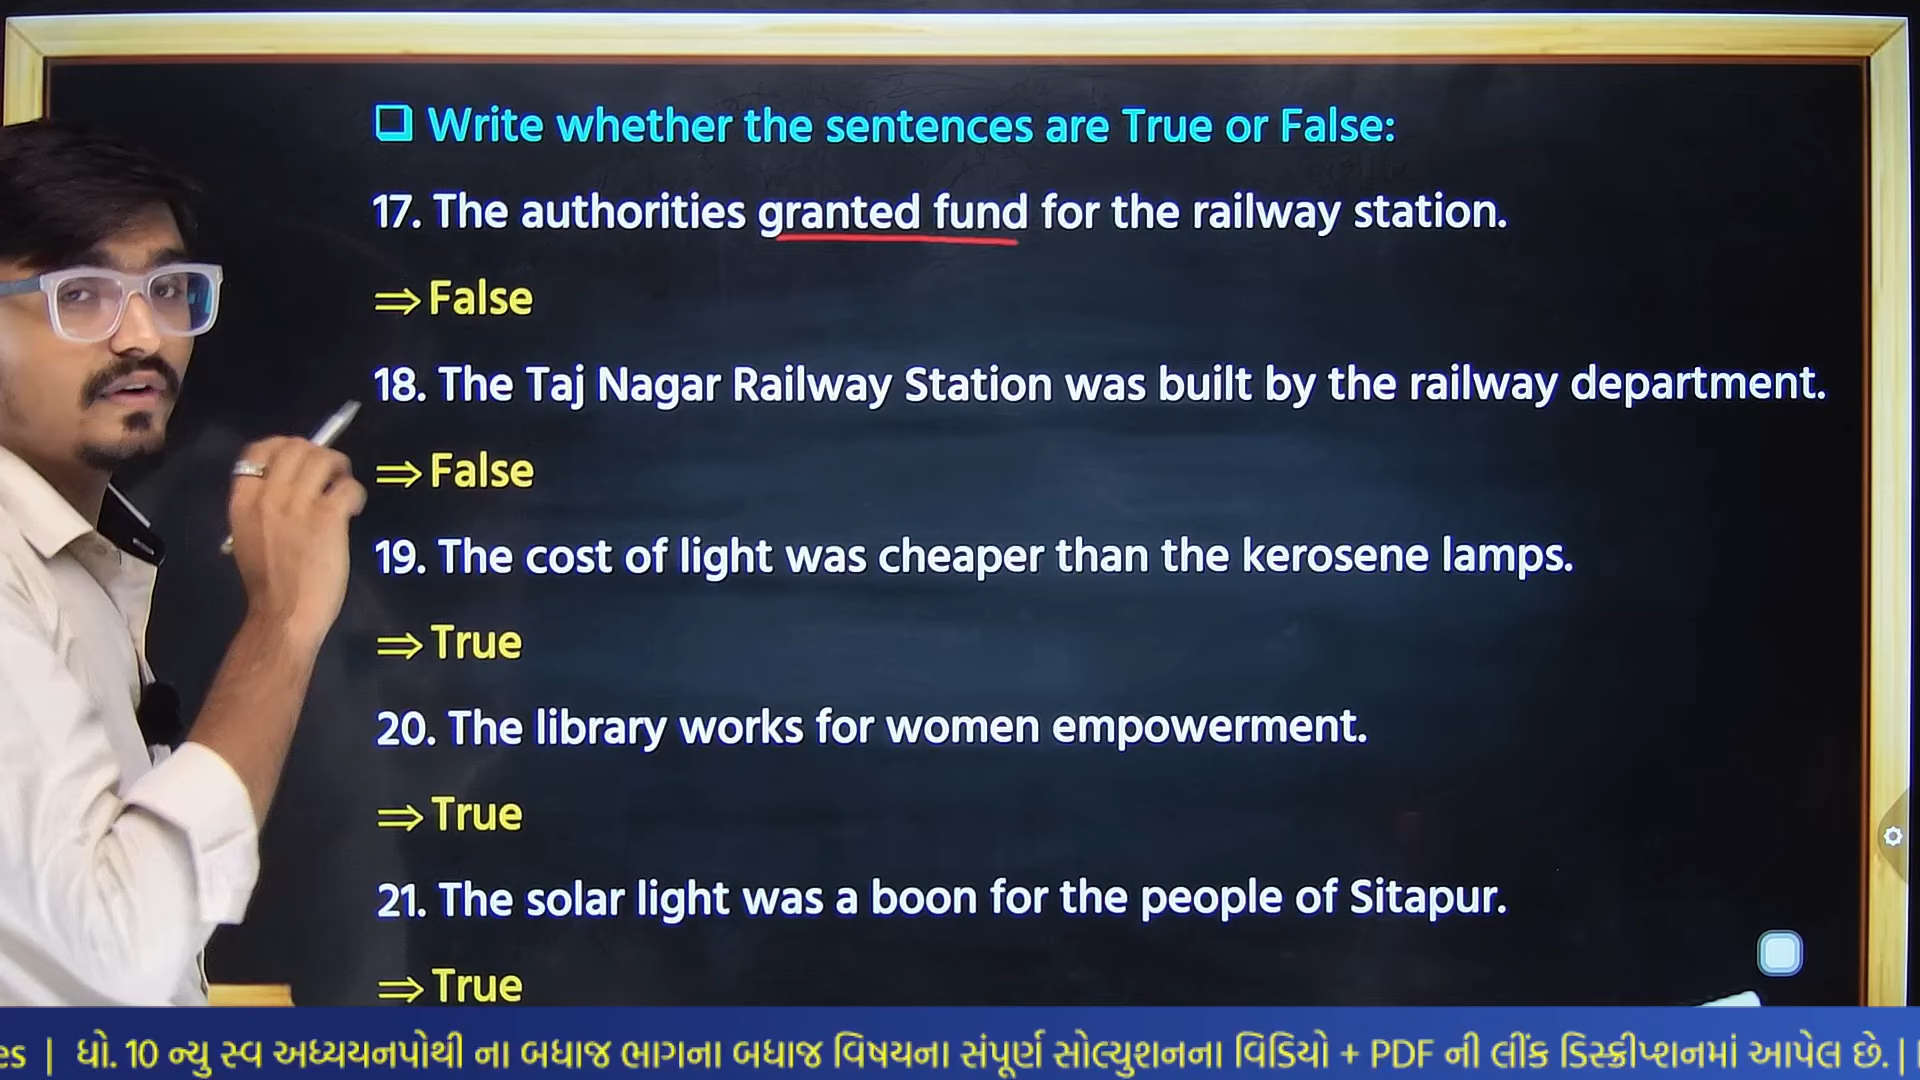 ❑ Write whether the sentences are True or False:
17. The authorities granted fund for the railway station.
⇒ False
18. The Taj Nagar Railway Station was built by the railway department.
⇒ False
19. The cost of light was cheaper than the kerosene lamps.
⇒ True
20. The library works for women empowerment.
⇒ True
21. The solar light was a boon for the people of Sitapur.
⇒ True
es | ધો. 10 ન્યુ સ્વ અધ્યયનપોથી ના બધાજ ભાગના બધાજ વિષયના સંપૂર્ણ સોલ્યુશનના વિડિયો + PDF ની લીંક ડિસ્ક્રીપ્શનમાં આપેલ છે. |